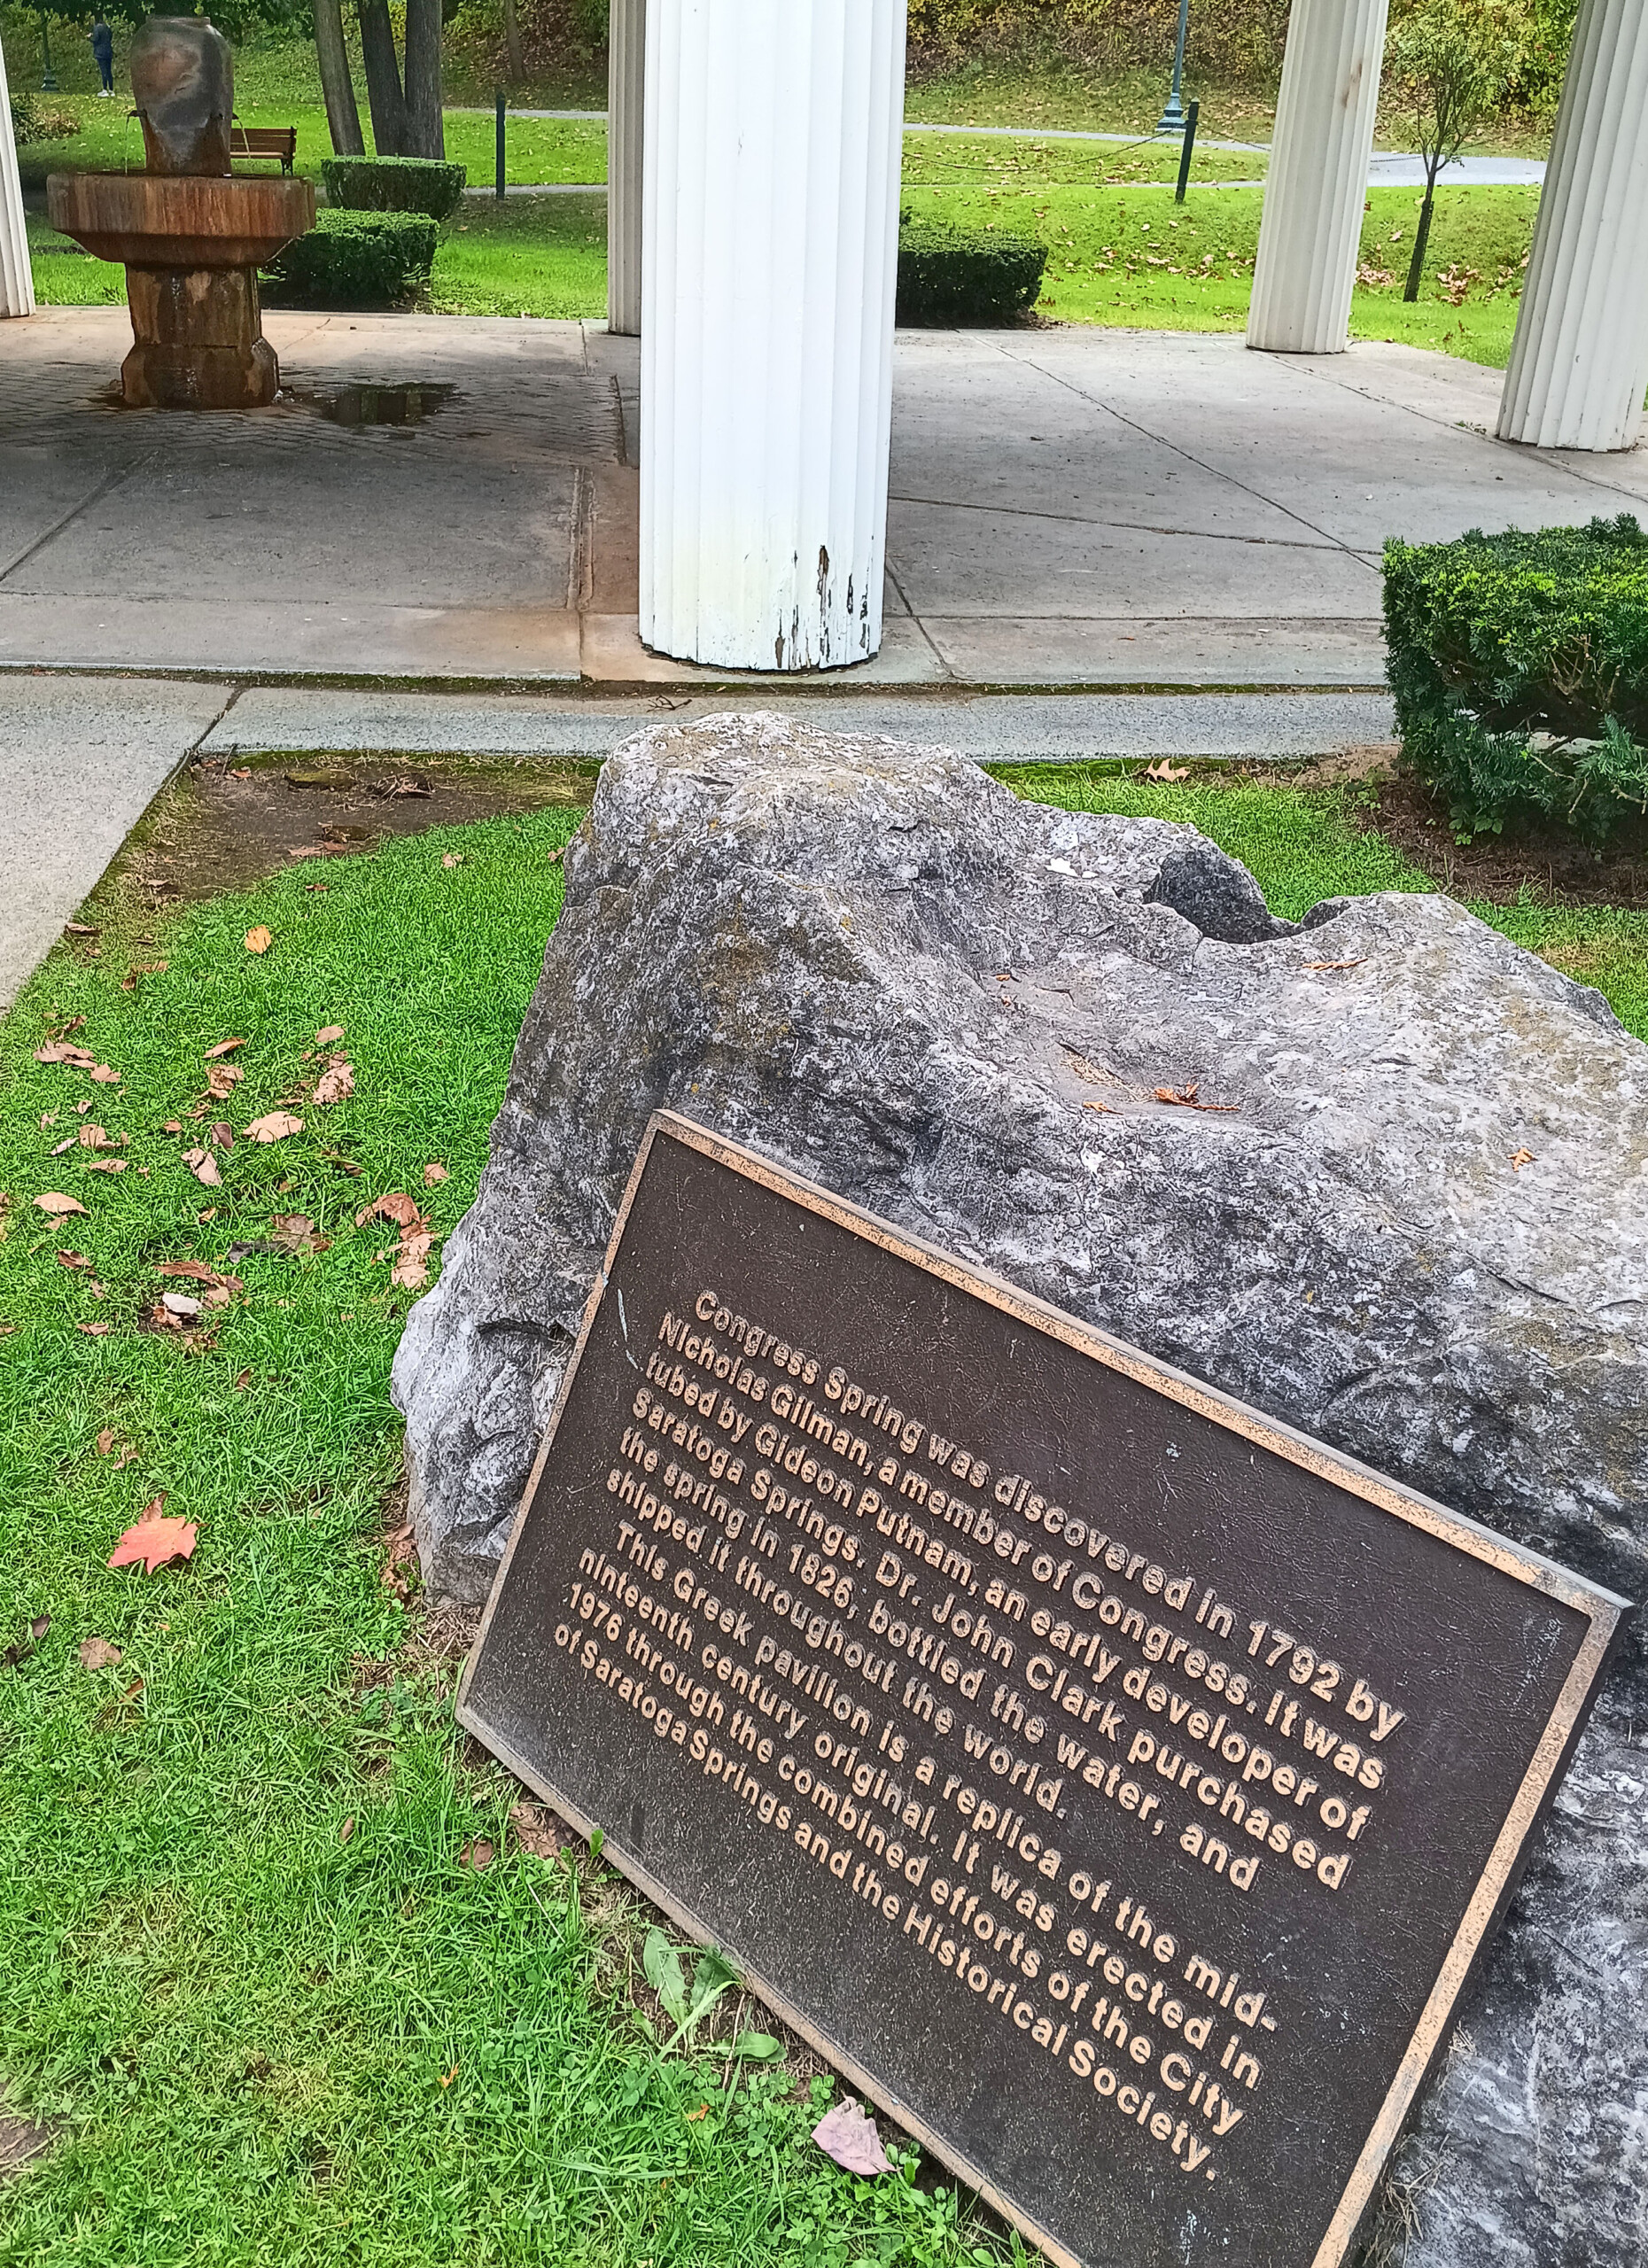 Congress Spring was discovered in 1792 by
Nicholas Gilman, a member of Congress. It was
tubed by Gideon Putnam, an early developer of
Saratoga Springs. Dr. John Clark purchased
the spring in 1826, bottled the water, and
shipped it throughout the world.
This Greek pavilion is a replica of the mid-
ninteenth century original. It was erected in
1976 through the combined efforts of the City
of Saratoga Springs and the Historical Society.